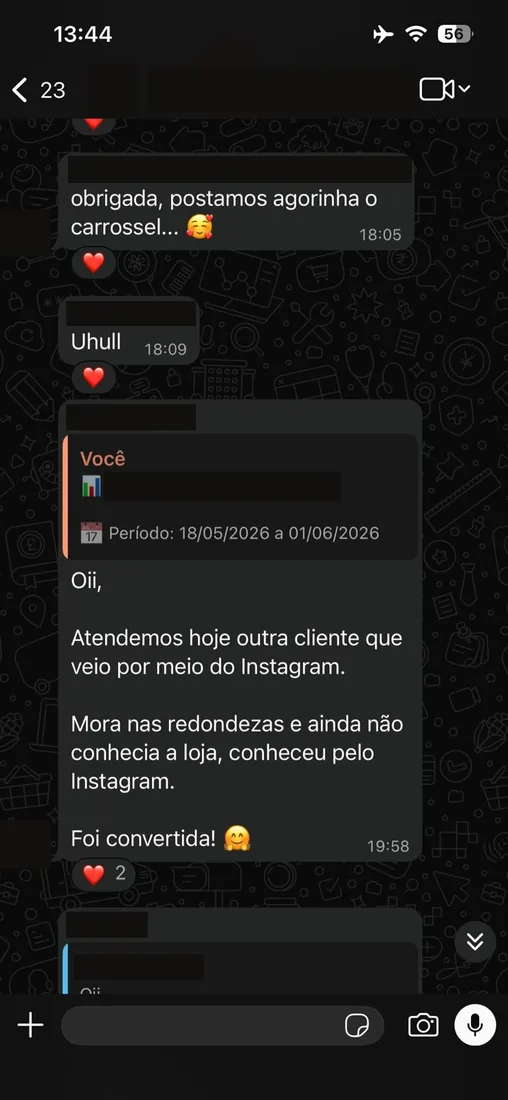 13:44
56
23
❤️
obrigada, postamos agorinha o
carrossel... 🥰
18:05
❤️
Uhull
18:09
❤️
Você
📊
📅 Período: 18/05/2026 a 01/06/2026
Oii,
Atendemos hoje outra cliente que
veio por meio do Instagram.
Mora nas redondezas e ainda não
conhecia a loja, conheceu pelo
Instagram.
Foi convertida! 🤗
19:58
❤️ 2
Oii